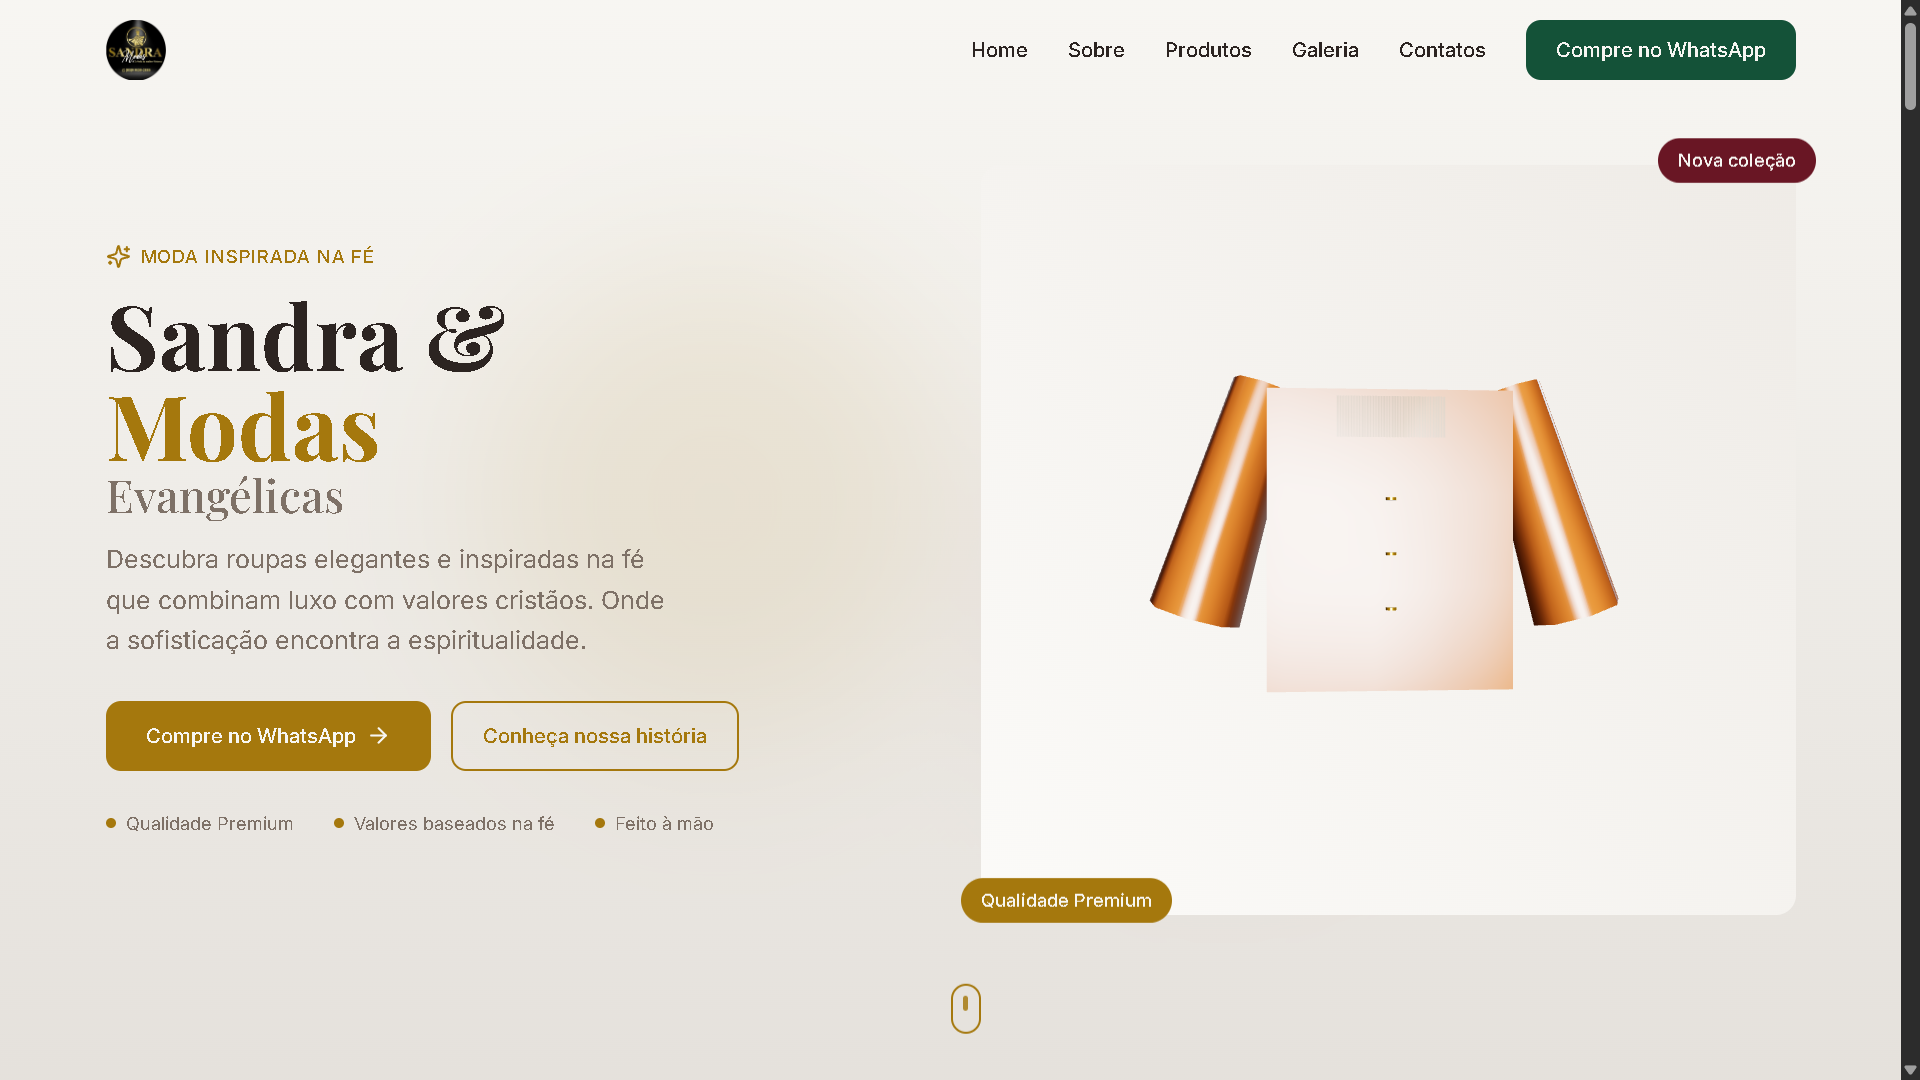 SANDRA
Modas
Home
Sobre
Produtos
Galeria
Contatos
Compre no WhatsApp
Nova coleção
MODA INSPIRADA NA FÉ
Sandra &
Modas
Evangélicas
Descubra roupas elegantes e inspiradas na fé
que combinam luxo com valores cristãos. Onde
a sofisticação encontra a espiritualidade.
Compre no WhatsApp
Conheça nossa história
Qualidade Premium
Valores baseados na fé
Feito à mão
Qualidade Premium